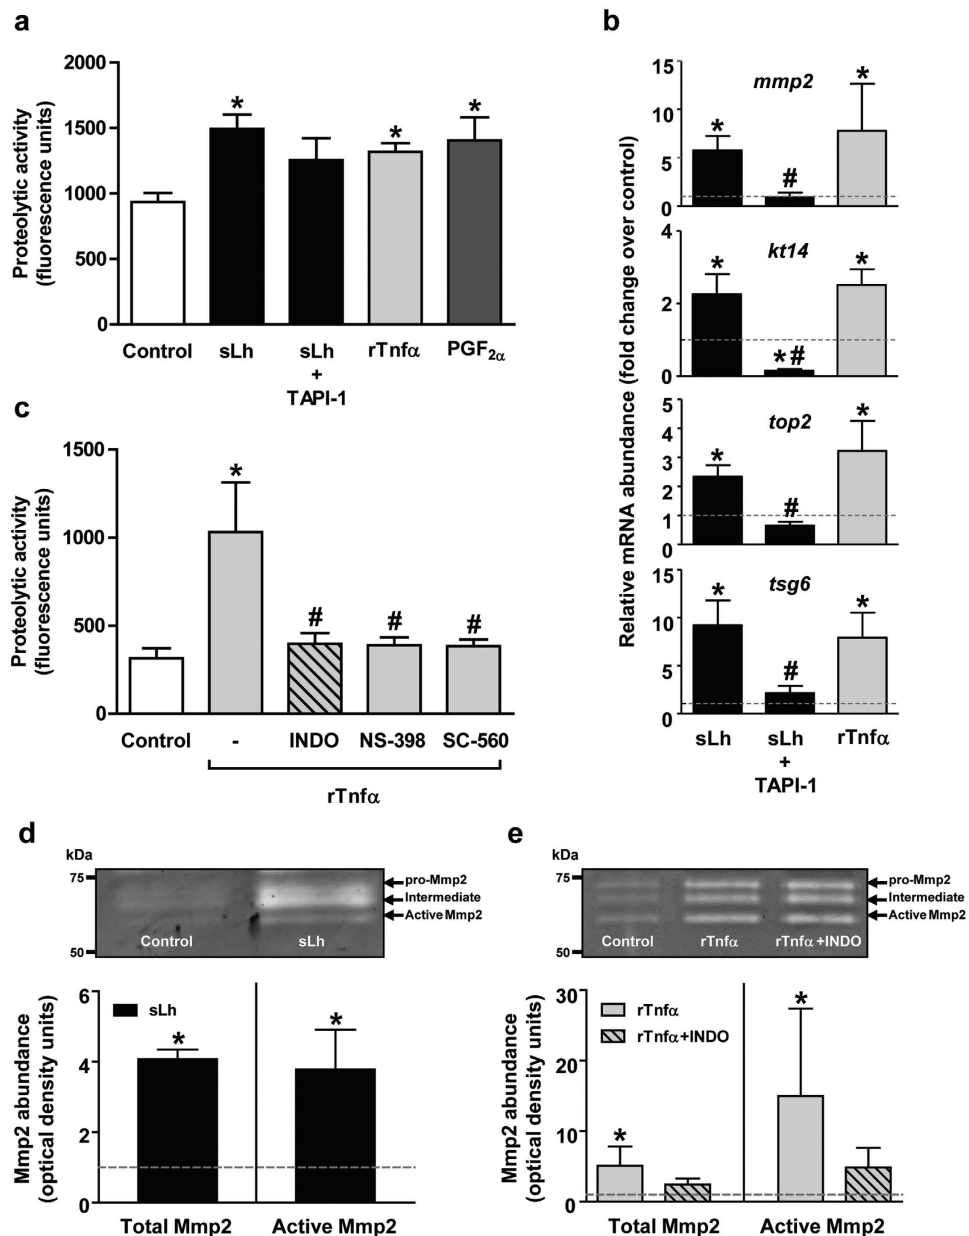 a
Proteolytic activity
(fluorescence units)
2000
1500
1000
500
0
*
*
*
Control
sLh
sLh
+
TAPI-1
rTnfα
PGF2α
b
Relative mRNA abundance (fold change over control)
15
10
5
0
mmp2
*
#
*
4
2
0
kt14
*
*#
*
5
4
3
2
1
0
top2
*
#
*
15
10
5
0
tsg6
*
#
*
sLh
sLh
+
TAPI-1
rTnfα
c
Proteolytic activity
(fluorescence units)
1500
1000
500
0
*
#
#
#
Control
-
INDO
NS-398
SC-560
rTnfα
d
kDa
75
50
pro-Mmp2
Intermediate
Active Mmp2
Control
sLh
Mmp2 abundance
(optical density units)
6
4
2
0
sLh
*
*
Total Mmp2
Active Mmp2
e
kDa
75
50
pro-Mmp2
Intermediate
Active Mmp2
Control
rTnfα
rTnfα+INDO
Mmp2 abundance
(optical density units)
30
20
10
0
rTnfα
rTnfα+INDO
*
*
Total Mmp2
Active Mmp2